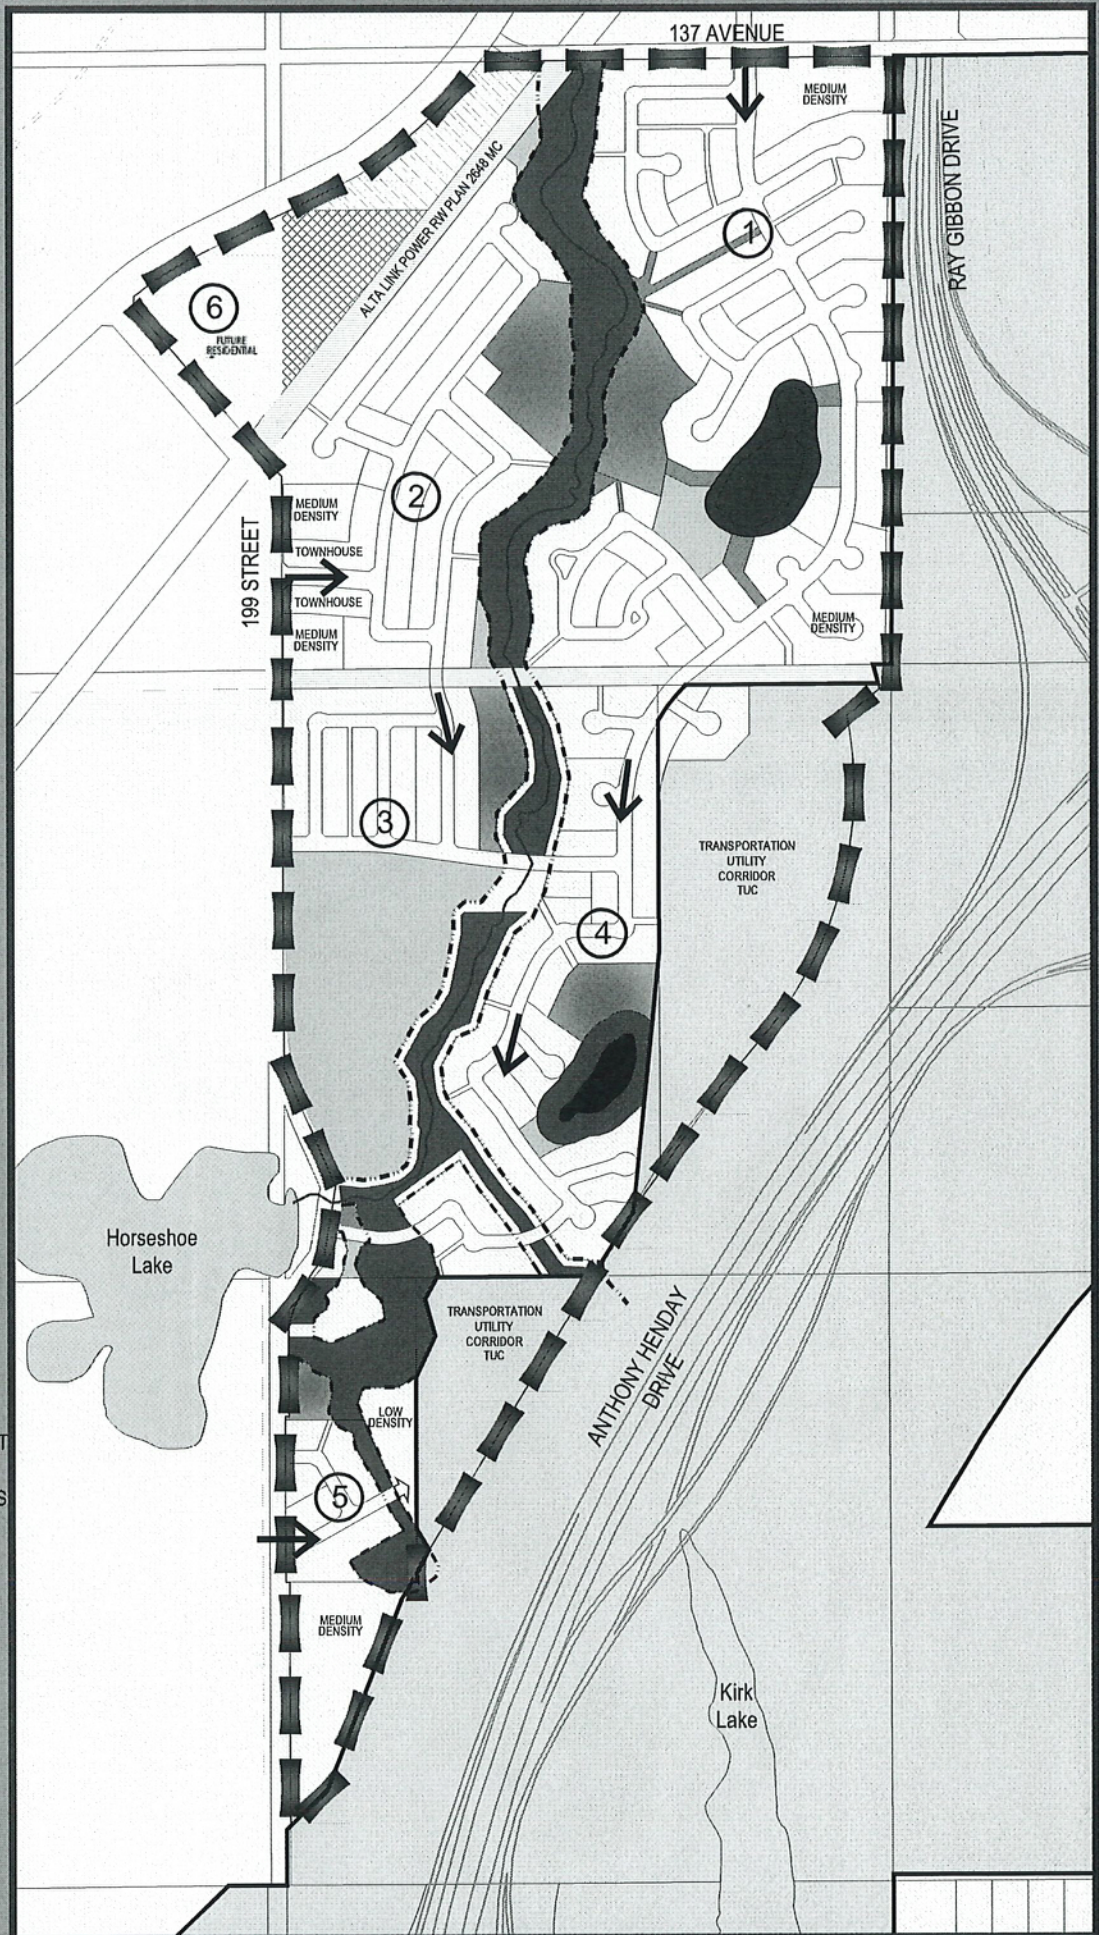 137 AVENUE
MEDIUM
DENSITY
RAY GIBBON DRIVE
ALTA LINK POWER RW PLAN 2648 MC
1
6
FUTURE
RESIDENTIAL
2
199 STREET
MEDIUM
DENSITY
TOWNHOUSE
TOWNHOUSE
MEDIUM
DENSITY
MEDIUM
DENSITY
3
TRANSPORTATION
UTILITY
CORRIDOR
TUC
4
Horseshoe
Lake
TRANSPORTATION
UTILITY
CORRIDOR
TUC
ANTHONY HENDAY
DRIVE
LOW
DENSITY
T
S
5
MEDIUM
DENSITY
Kirk
Lake